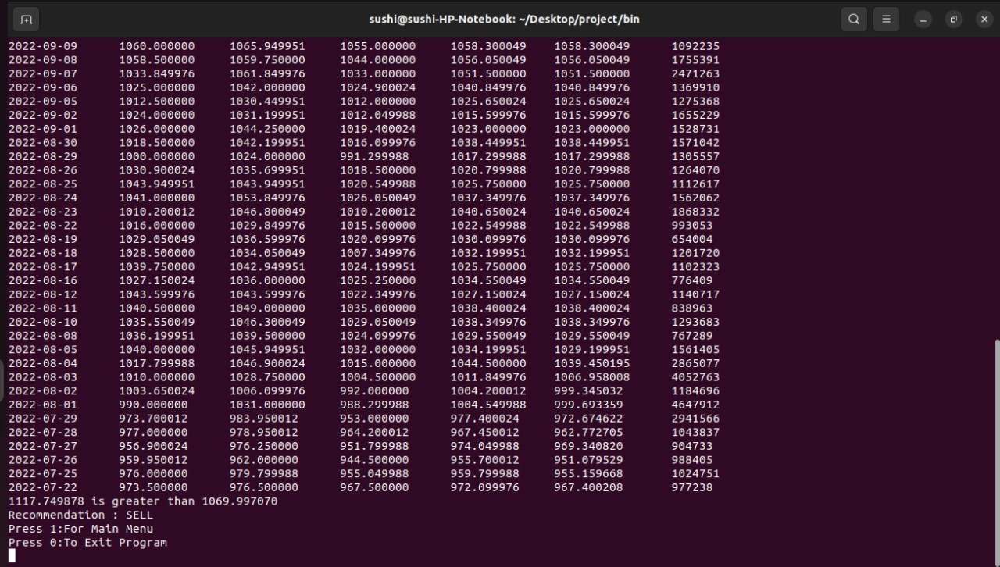 sushi@sushi-HP-Notebook: ~/Desktop/project/bin
2022-09-09 1060.000000 1065.949951 1055.000000 1058.300049 1058.300049 1092235
2022-09-08 1058.500000 1059.750000 1044.000000 1056.050049 1056.050049 1755391
2022-09-07 1033.849976 1061.849976 1033.000000 1051.500000 1051.500000 2471263
2022-09-06 1025.000000 1042.000000 1024.900024 1040.849976 1040.849976 1369910
2022-09-05 1012.500000 1030.449951 1012.000000 1025.650024 1025.650024 1275368
2022-09-02 1024.000000 1031.199951 1012.049988 1015.599976 1015.599976 1655229
2022-09-01 1026.000000 1044.250000 1019.400024 1023.000000 1023.000000 1528731
2022-08-30 1018.500000 1042.199951 1016.099976 1038.449951 1038.449951 1571042
2022-08-29 1000.000000 1024.000000 991.299988 1017.299988 1017.299988 1305557
2022-08-26 1030.900024 1035.699951 1018.500000 1020.799988 1020.799988 1264070
2022-08-25 1043.949951 1043.949951 1020.549988 1025.750000 1025.750000 1112617
2022-08-24 1041.000000 1053.849976 1026.050049 1037.349976 1037.349976 1562062
2022-08-23 1010.200012 1046.800049 1010.200012 1040.650024 1040.650024 1868332
2022-08-22 1016.000000 1029.849976 1015.500000 1022.549988 1022.549988 993053
2022-08-19 1029.050049 1036.599976 1020.099976 1030.099976 1030.099976 654004
2022-08-18 1028.500000 1034.050049 1007.349976 1032.199951 1032.199951 1201720
2022-08-17 1039.750000 1042.949951 1024.199951 1025.750000 1025.750000 1102323
2022-08-16 1027.150024 1036.000000 1025.250000 1034.550049 1034.550049 776409
2022-08-12 1043.599976 1043.599976 1022.349976 1027.150024 1027.150024 1140717
2022-08-11 1040.500000 1049.000000 1035.000000 1038.400024 1038.400024 838963
2022-08-10 1035.550049 1046.300049 1029.050049 1038.349976 1038.349976 1293683
2022-08-08 1036.199951 1039.500000 1024.099976 1029.550049 1029.550049 767289
2022-08-05 1040.000000 1045.949951 1032.000000 1034.199951 1029.199951 1561405
2022-08-04 1017.799988 1046.900024 1015.000000 1044.500000 1039.450195 2865077
2022-08-03 1010.000000 1028.750000 1004.500000 1011.849976 1006.958008 4052763
2022-08-02 1003.650024 1006.099976 992.000000 1004.200012 999.345032 1184696
2022-08-01 990.000000 1031.000000 988.299988 1004.549988 999.693359 4647912
2022-07-29 973.700012 983.950012 953.000000 977.400024 972.674622 2941566
2022-07-28 977.000000 978.950012 964.200012 967.450012 962.772705 1043837
2022-07-27 956.900024 976.250000 951.799988 974.049988 969.340820 904733
2022-07-26 959.950012 962.000000 944.500000 955.700012 951.079529 988405
2022-07-25 976.000000 979.799988 955.049988 959.799988 955.159668 1024751
2022-07-22 973.500000 976.500000 967.500000 972.099976 967.400208 977238
1117.749878 is greater than 1069.997070
Recommendation : SELL
Press 1:For Main Menu
Press 0:To Exit Program